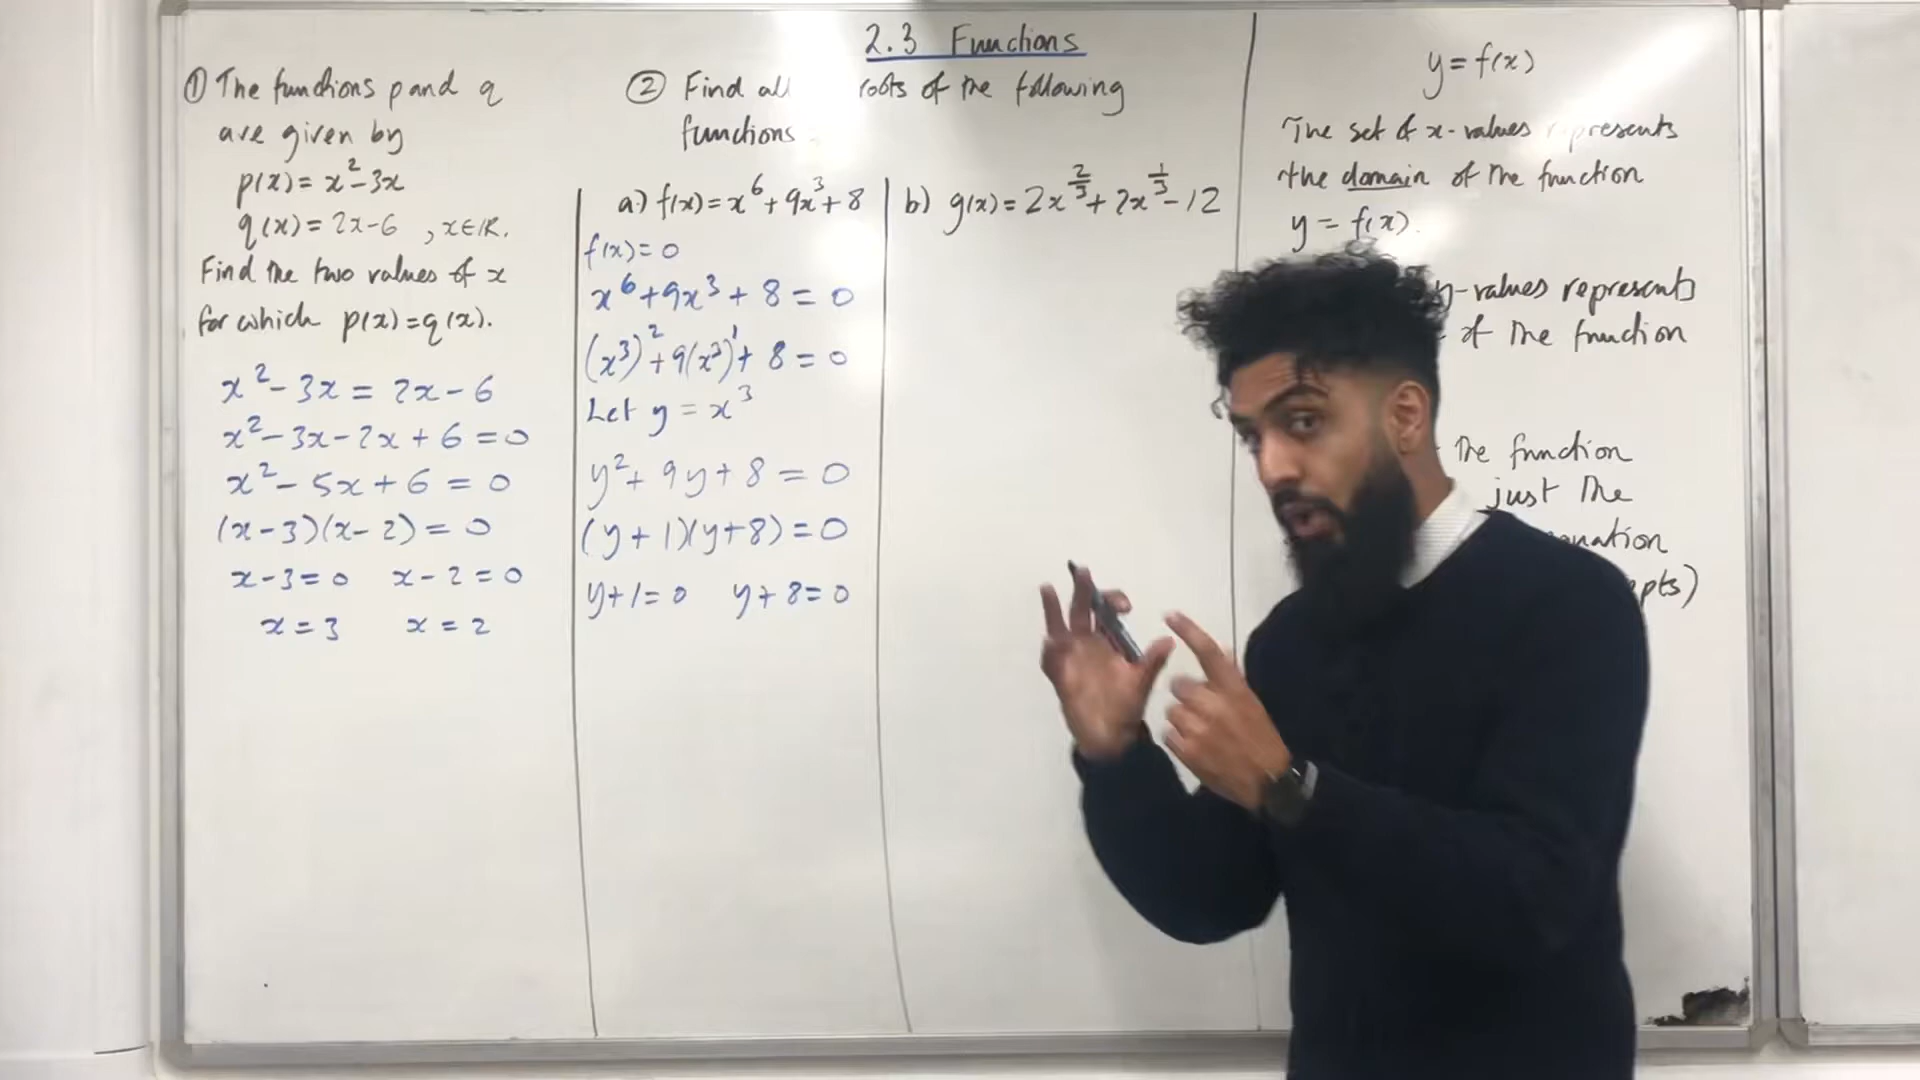 2.3 Functions
① The functions p and q
are given by
p(x) = x² - 3x
q(x) = 2x - 6 , x ∈ ℝ.
Find the two values of x
for which p(x) = q(x).
x² - 3x = 2x - 6
x² - 3x - 2x + 6 = 0
x² - 5x + 6 = 0
(x - 3)(x - 2) = 0
x - 3 = 0 x - 2 = 0
x = 3 x = 2
② Find all roots of the following
functions
a) f(x) = x⁶ + 9x³ + 8
f(x) = 0
x⁶ + 9x³ + 8 = 0
(x³)² + 9(x³)¹ + 8 = 0
Let y = x³
y² + 9y + 8 = 0
(y + 1)(y + 8) = 0
y + 1 = 0 y + 8 = 0
b) g(x) = 2x^(2/3) + 2x^(1/3) - 12
y = f(x)
The set of x-values represents
the domain of the function
y = f(x).
y-values represents
of the function
the function
just the